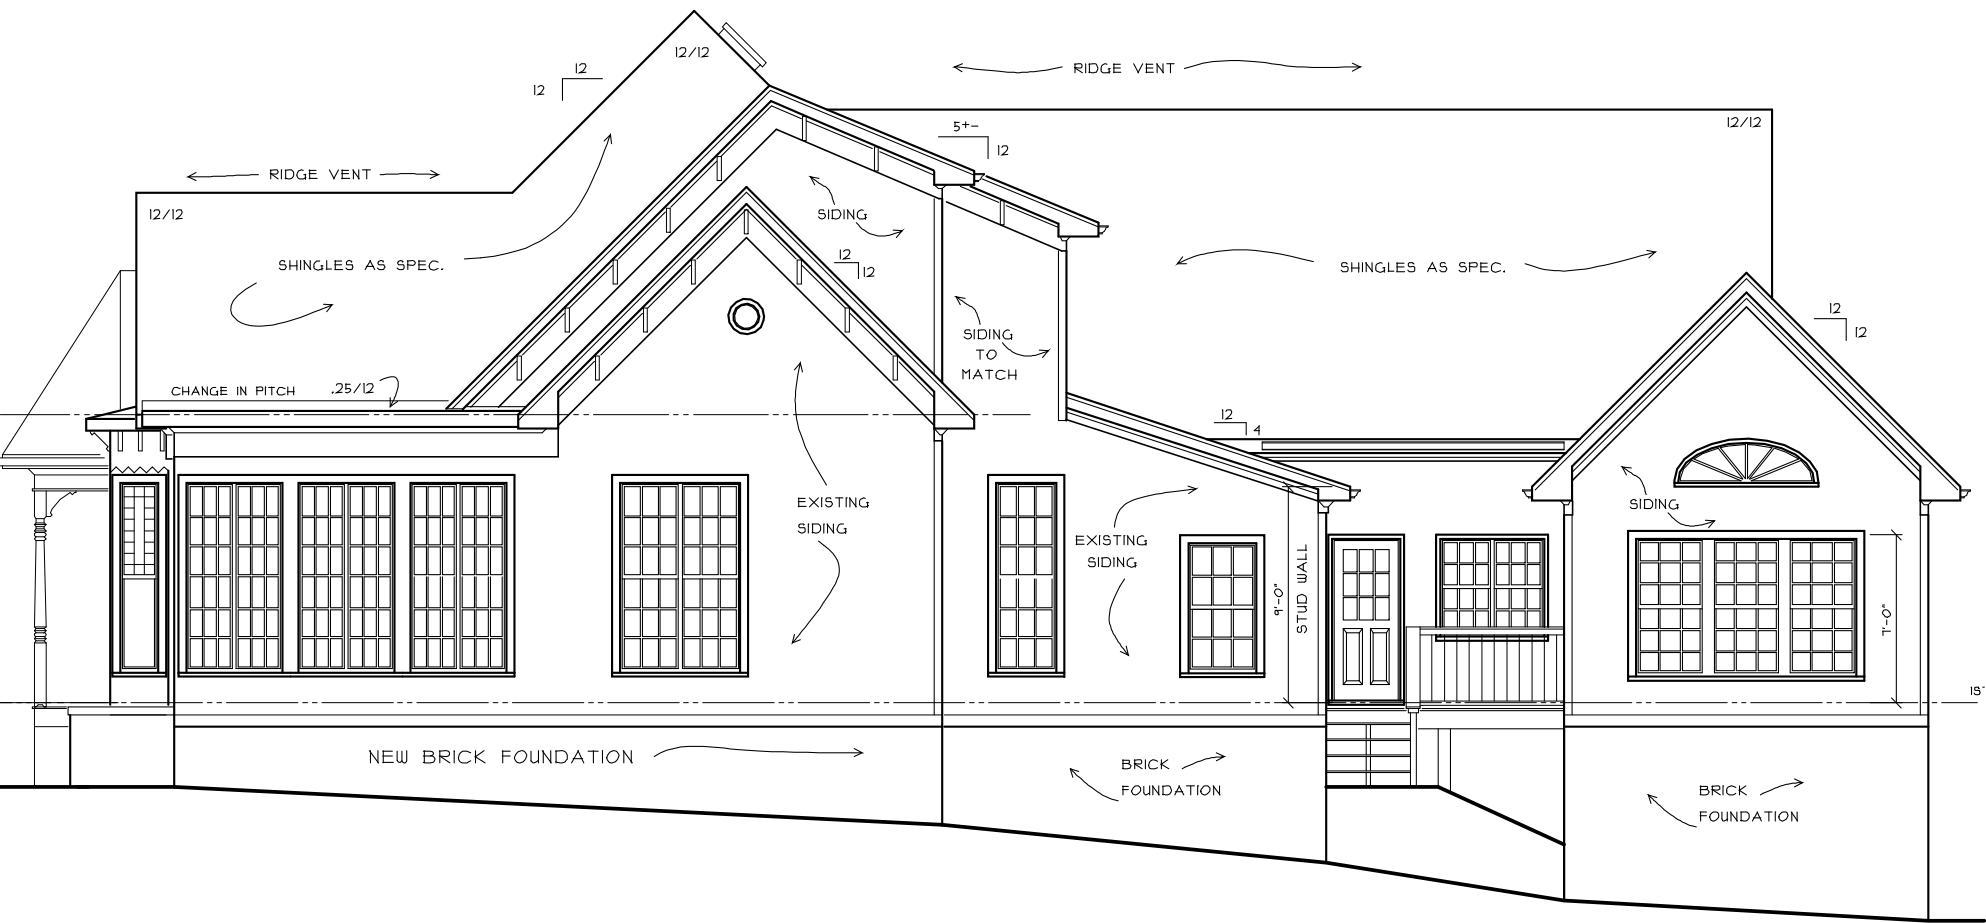 12/12
12
12
RIDGE VENT
12/12
5+-
12
RIDGE VENT
12/12
SIDING
12
12
SHINGLES AS SPEC.
SHINGLES AS SPEC.
12
12
SIDING
TO
MATCH
CHANGE IN PITCH .25/12
12
4
EXISTING
SIDING
EXISTING
SIDING
SIDING
9'-0"
STUD WALL
7'-0"
15'
NEW BRICK FOUNDATION
BRICK
FOUNDATION
BRICK
FOUNDATION